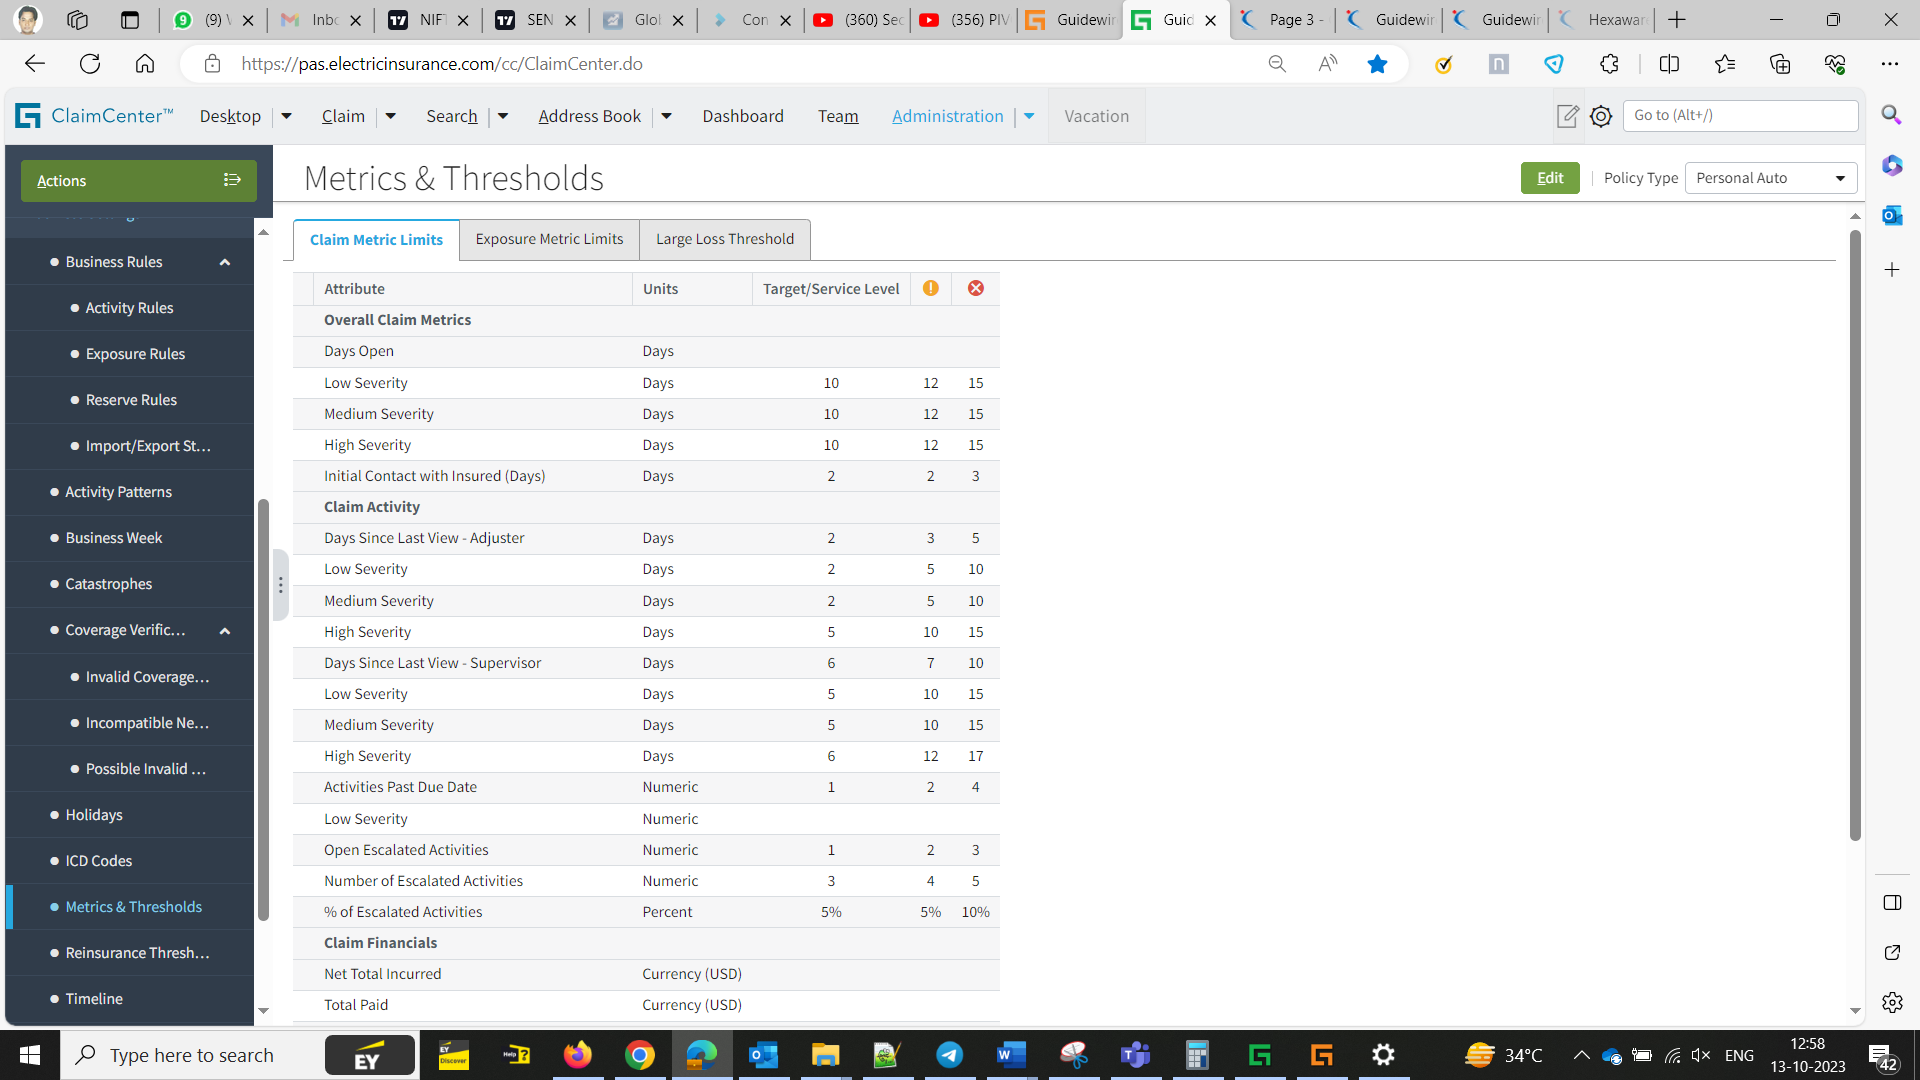 (9) W
Inbo
NIFT
SEN
Glol
Con
(360) Sec
(356) PIV
Guidewir
Guid
Page 3 -
Guidewir
Guidewir
Hexawar
https://pas.electricinsurance.com/cc/ClaimCenter.do
ClaimCenter™
Desktop
Claim
Search
Address Book
Dashboard
Team
Administration
Vacation
Go to (Alt+/)
Actions
Metrics & Thresholds
Edit
Policy Type
Personal Auto
Business Rules
Activity Rules
Exposure Rules
Reserve Rules
Import/Export St...
Activity Patterns
Business Week
Catastrophes
Coverage Verific...
Invalid Coverage...
Incompatible Ne...
Possible Invalid ...
Holidays
ICD Codes
Metrics & Thresholds
Reinsurance Thresh...
Timeline
Claim Metric Limits
Exposure Metric Limits
Large Loss Threshold
Attribute Units Target/Service Level
Overall Claim Metrics
Days Open Days
Low Severity Days 10 12 15
Medium Severity Days 10 12 15
High Severity Days 10 12 15
Initial Contact with Insured (Days) Days 2 2 3
Claim Activity
Days Since Last View - Adjuster Days 2 3 5
Low Severity Days 2 5 10
Medium Severity Days 2 5 10
High Severity Days 5 10 15
Days Since Last View - Supervisor Days 6 7 10
Low Severity Days 5 10 15
Medium Severity Days 5 10 15
High Severity Days 6 12 17
Activities Past Due Date Numeric 1 2 4
Low Severity Numeric
Open Escalated Activities Numeric 1 2 3
Number of Escalated Activities Numeric 3 4 5
% of Escalated Activities Percent 5% 5% 10%
Claim Financials
Net Total Incurred Currency (USD)
Total Paid Currency (USD)
Type here to search
EY
EY
Discover
Help
34°C
ENG
12:58
13-10-2023
42